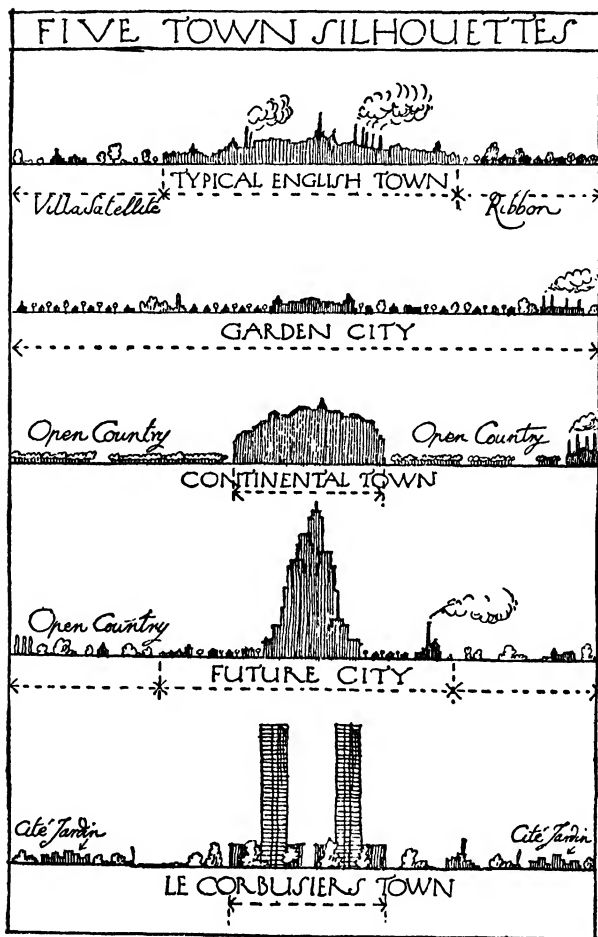 FIVE TOWN SILHOUETTES
TYPICAL ENGLISH TOWN
Villa Satellite
Ribbon
GARDEN CITY
Open Country
Open Country
CONTINENTAL TOWN
Open Country
FUTURE CITY
Cité Jardin
Cité Jardin
LE CORBUSIERS TOWN